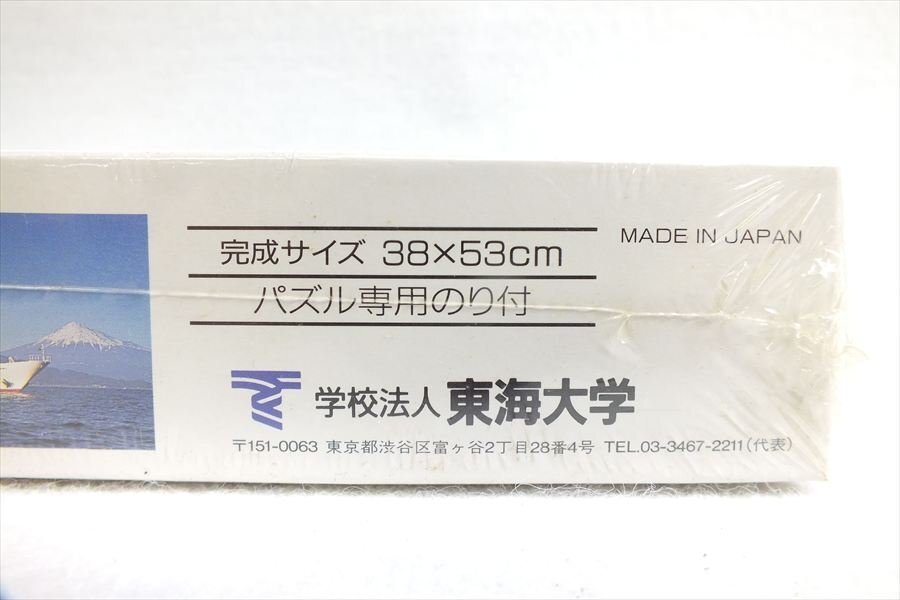 完成サイズ 38×53cm
MADE IN JAPAN
パズル専用のり付
学校法人 東海大学
〒151-0063 東京都渋谷区富ヶ谷2丁目28番4号 TEL.03-3467-2211(代表)